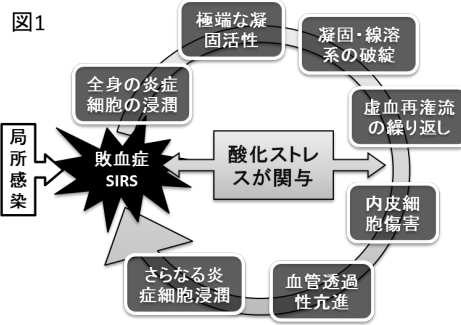 図1
極端な凝
固活性
凝固・線溶
系の破綻
全身の炎症
細胞の浸潤
虚血再潅流
の繰り返し
局所感染
敗血症
SIRS
酸化ストレ
スが関与
内皮細
胞傷害
さらなる炎
症細胞浸潤
血管透過
性亢進